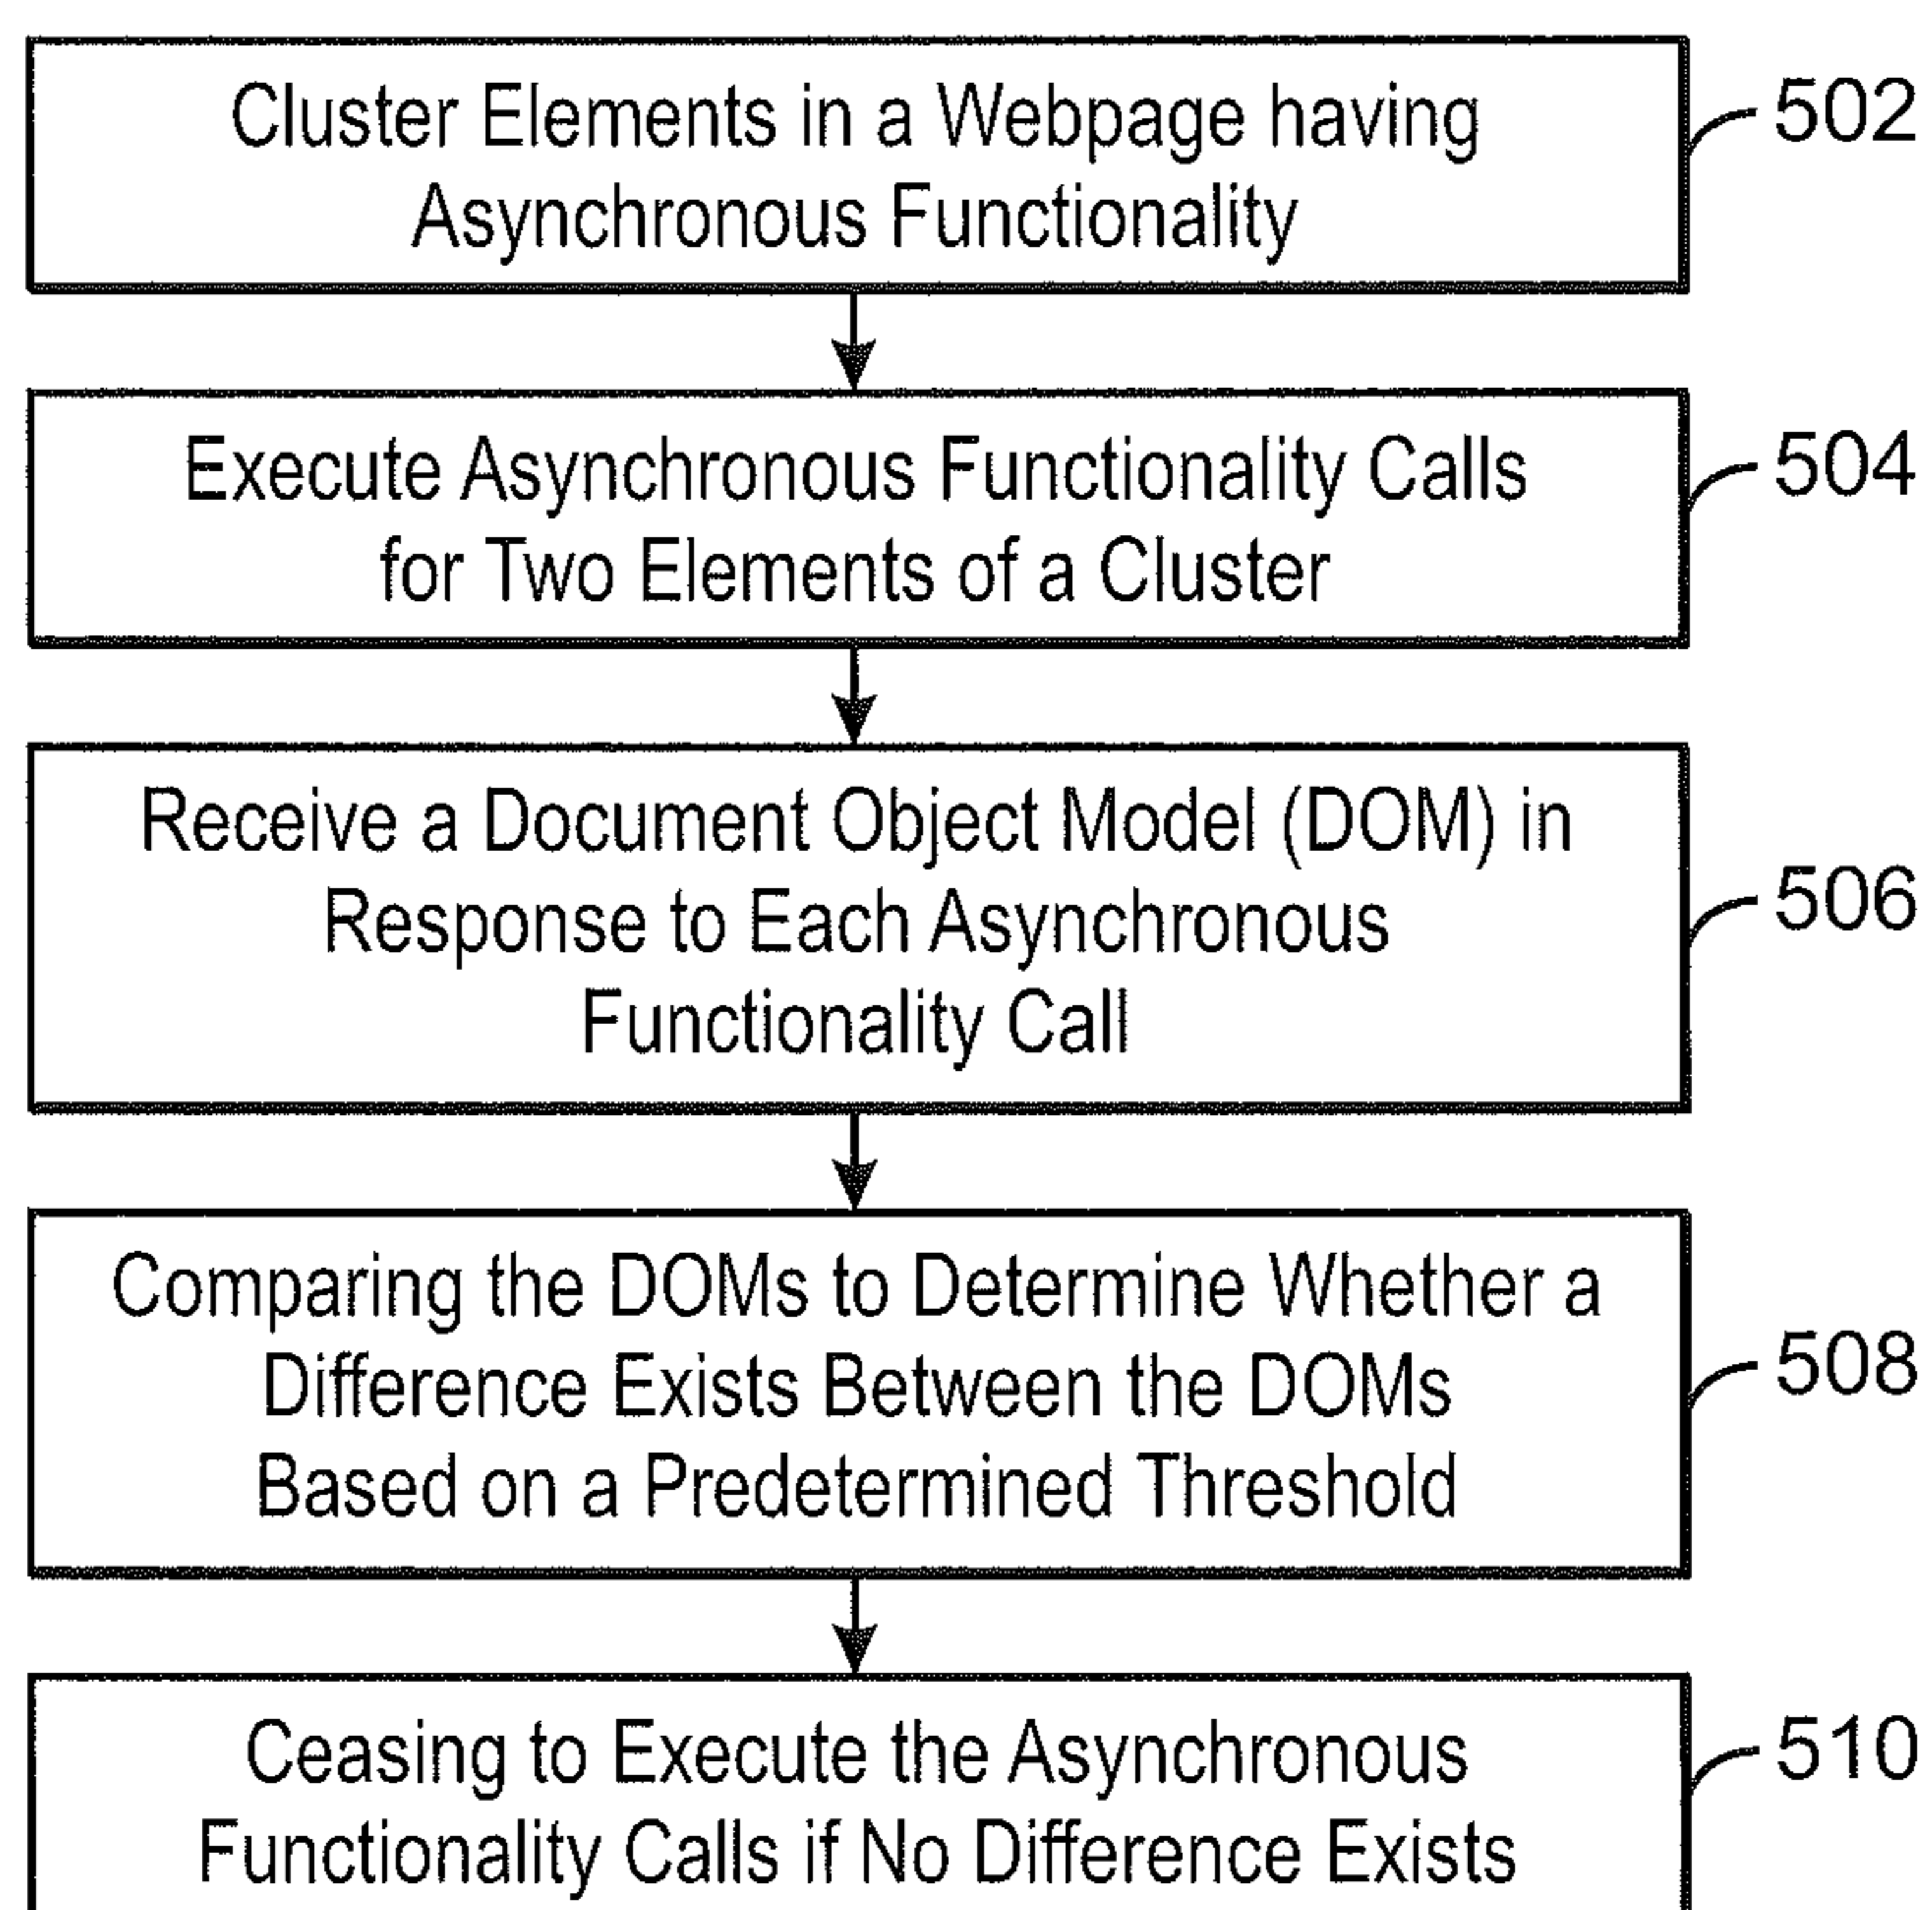 Cluster Elements in a Webpage having
Asynchronous Functionality
502
Execute Asynchronous Functionality Calls
for Two Elements of a Cluster
504
Receive a Document Object Model (DOM) in
Response to Each Asynchronous
Functionality Call
506
Comparing the DOMs to Determine Whether a
Difference Exists Between the DOMs
Based on a Predetermined Threshold
508
Ceasing to Execute the Asynchronous
Functionality Calls if No Difference Exists
510